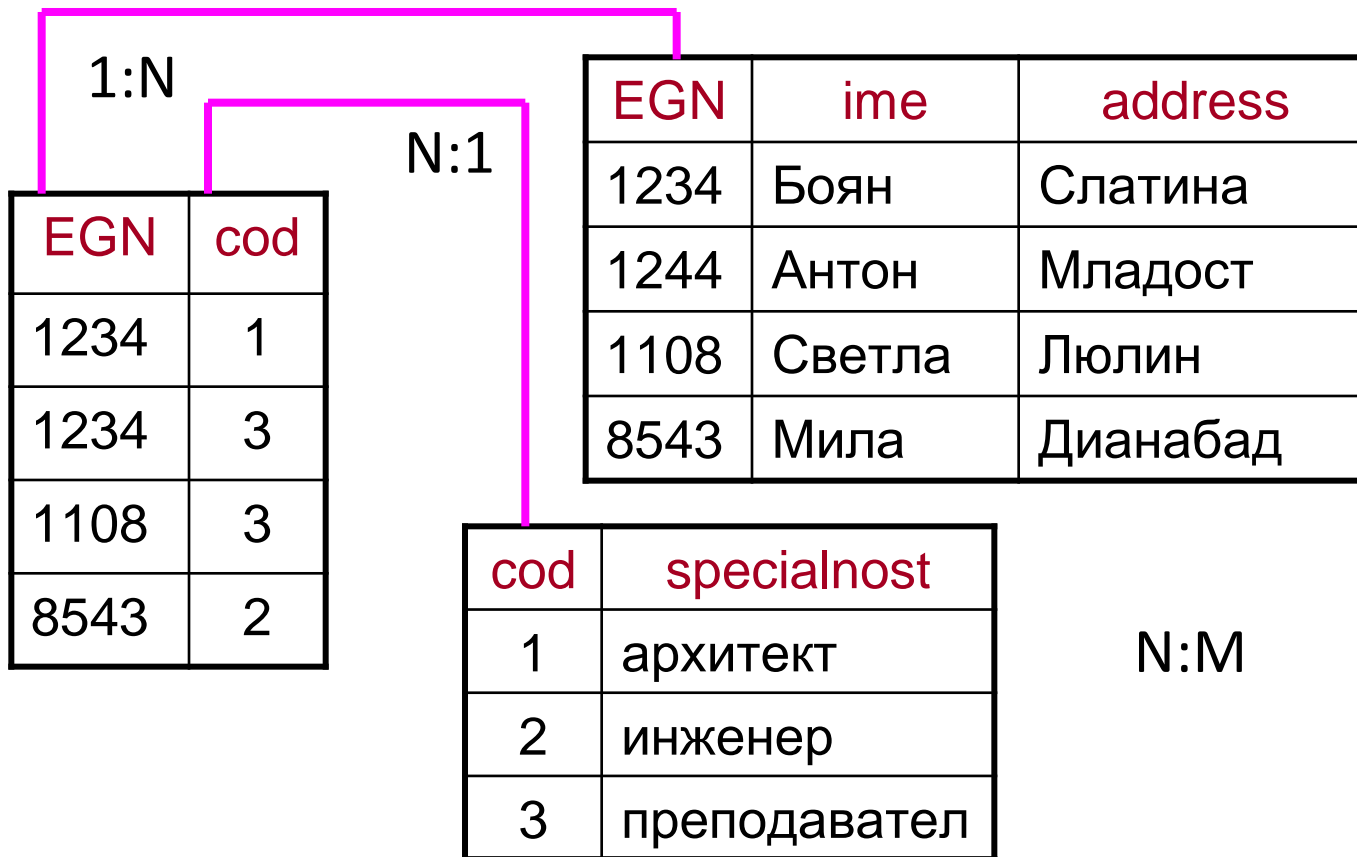 1:N
N:1
EGN cod
1234 1
1234 3
1108 3
8543 2
EGN ime address
1234 Боян Слатина
1244 Антон Младост
1108 Светла Люлин
8543 Мила Дианабад
cod specialnost
1 архитект
2 инженер
3 преподавател
N:M